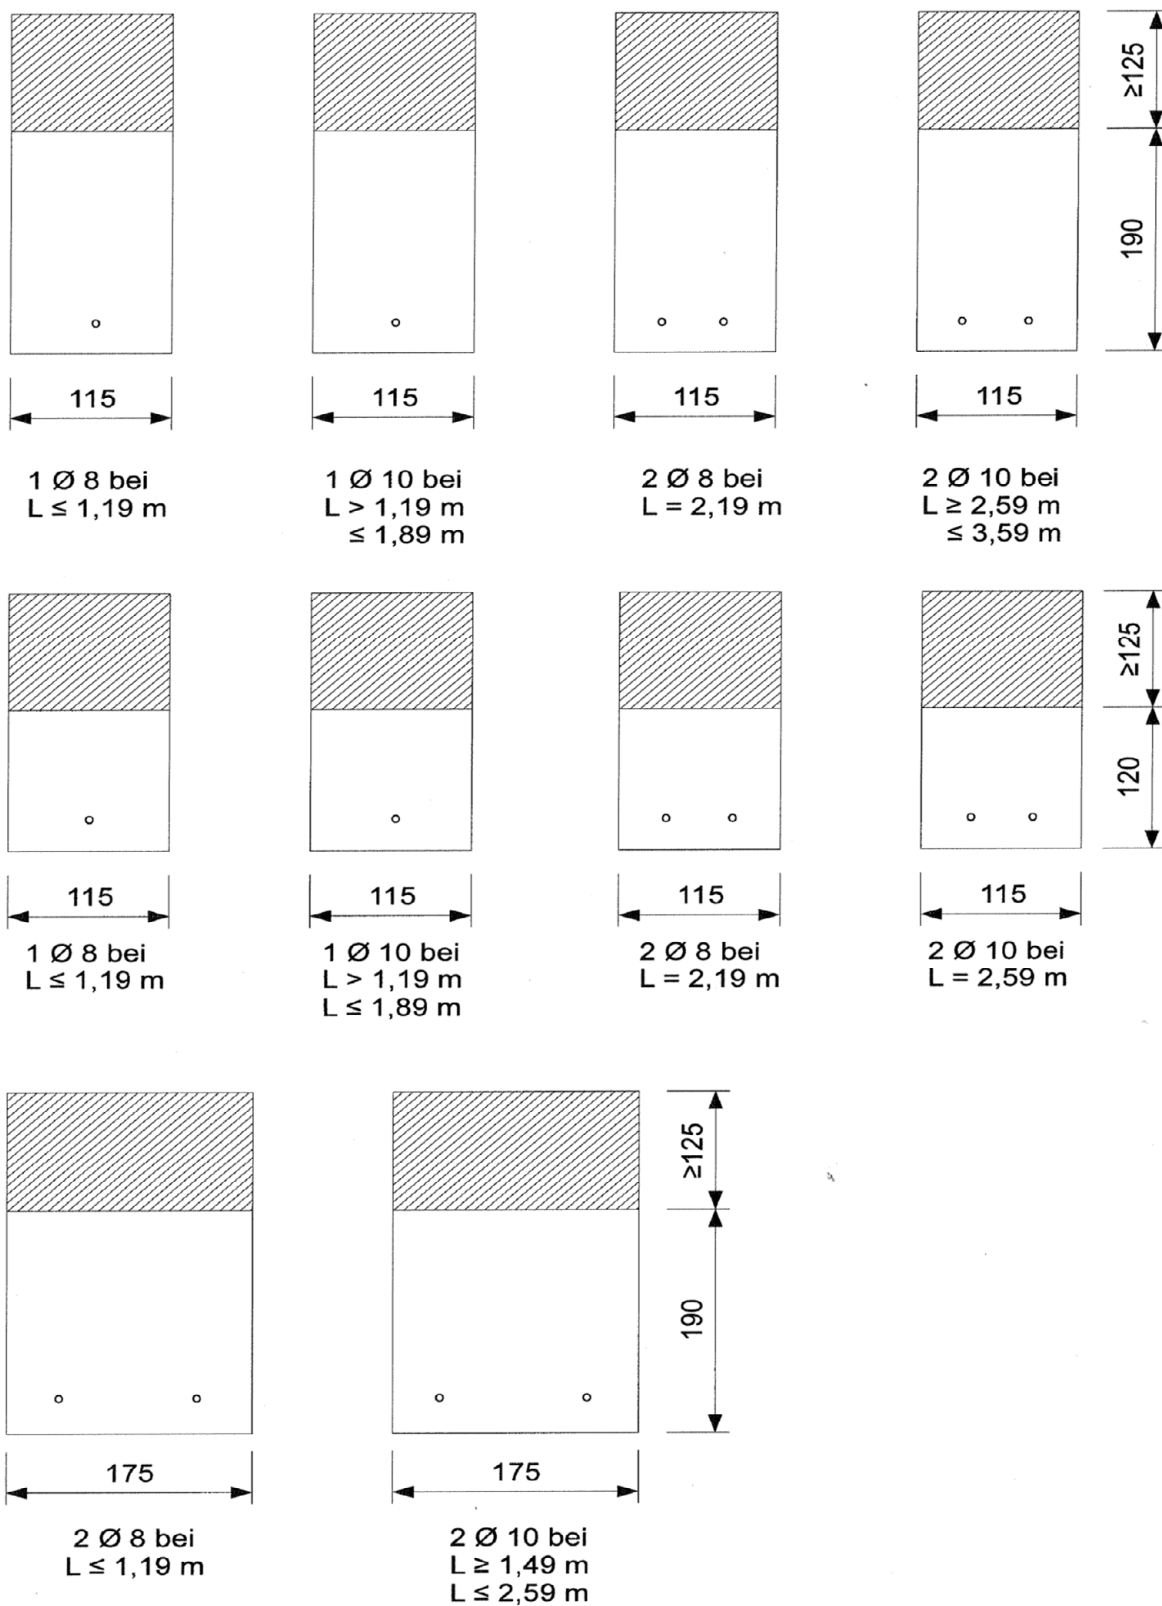 ≥125
190
115
115
115
115
1 Ø 8 bei
L ≤ 1,19 m
1 Ø 10 bei
L > 1,19 m
≤ 1,89 m
2 Ø 8 bei
L = 2,19 m
2 Ø 10 bei
L ≥ 2,59 m
≤ 3,59 m
≥125
120
115
115
115
115
1 Ø 8 bei
L ≤ 1,19 m
1 Ø 10 bei
L > 1,19 m
L ≤ 1,89 m
2 Ø 8 bei
L = 2,19 m
2 Ø 10 bei
L = 2,59 m
≥125
190
175
175
2 Ø 8 bei
L ≤ 1,19 m
2 Ø 10 bei
L ≥ 1,49 m
L ≤ 2,59 m